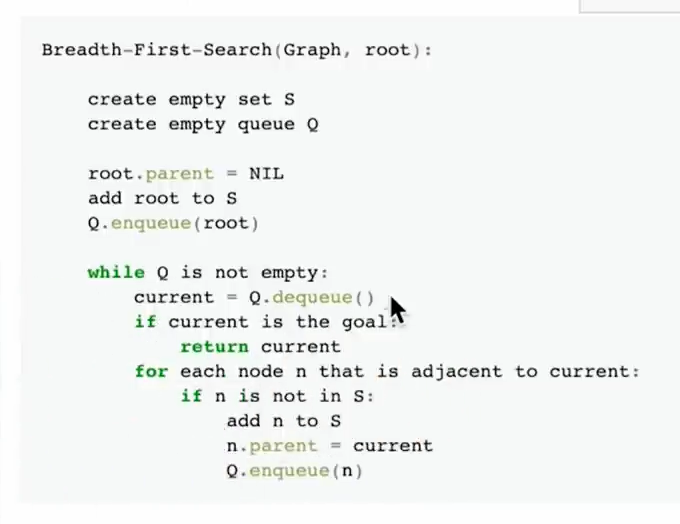 Breadth-First-Search(Graph, root):
create empty set S
create empty queue Q
root.parent = NIL
add root to S
Q.enqueue(root)
while Q is not empty:
current = Q.dequeue()
if current is the goal:
return current
for each node n that is adjacent to current:
if n is not in S:
add n to S
n.parent = current
Q.enqueue(n)